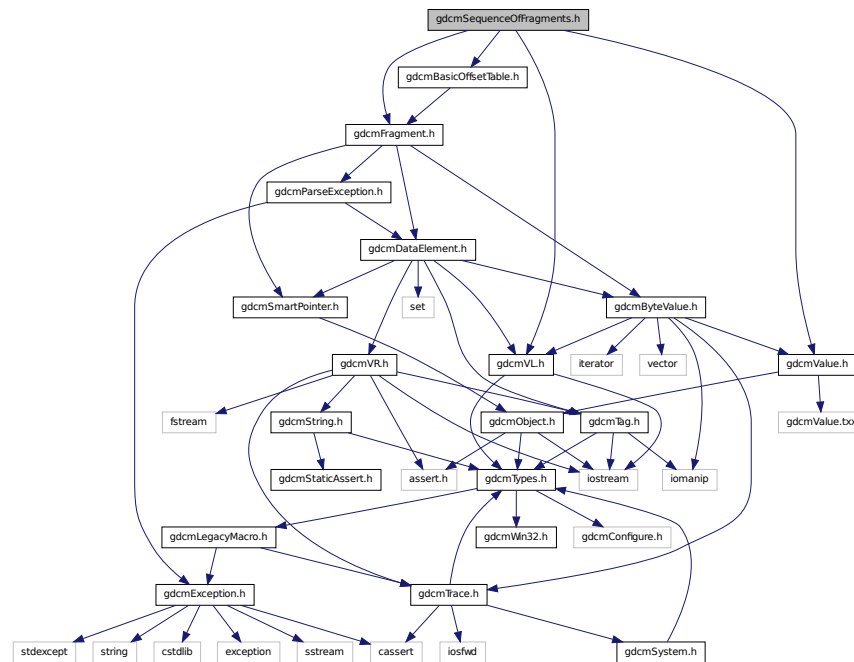 gdcmSequenceOfFragments.h
gdcmBasicOffsetTable.h
gdcmFragment.h
gdcmParseException.h
gdcmDataElement.h
gdcmSmartPointer.h
set
gdcmByteValue.h
gdcmVR.h
gdcmVL.h
iterator
vector
gdcmValue.h
fstream
gdcmString.h
gdcmObject.h
gdcmTag.h
gdcmValue.txx
gdcmStaticAssert.h
assert.h
gdcmTypes.h
iostream
iomanip
gdcmLegacyMacro.h
gdcmWin32.h
gdcmConfigure.h
gdcmException.h
gdcmTrace.h
stdexcept
string
cstdlib
exception
sstream
cassert
iosfwd
gdcmSystem.h